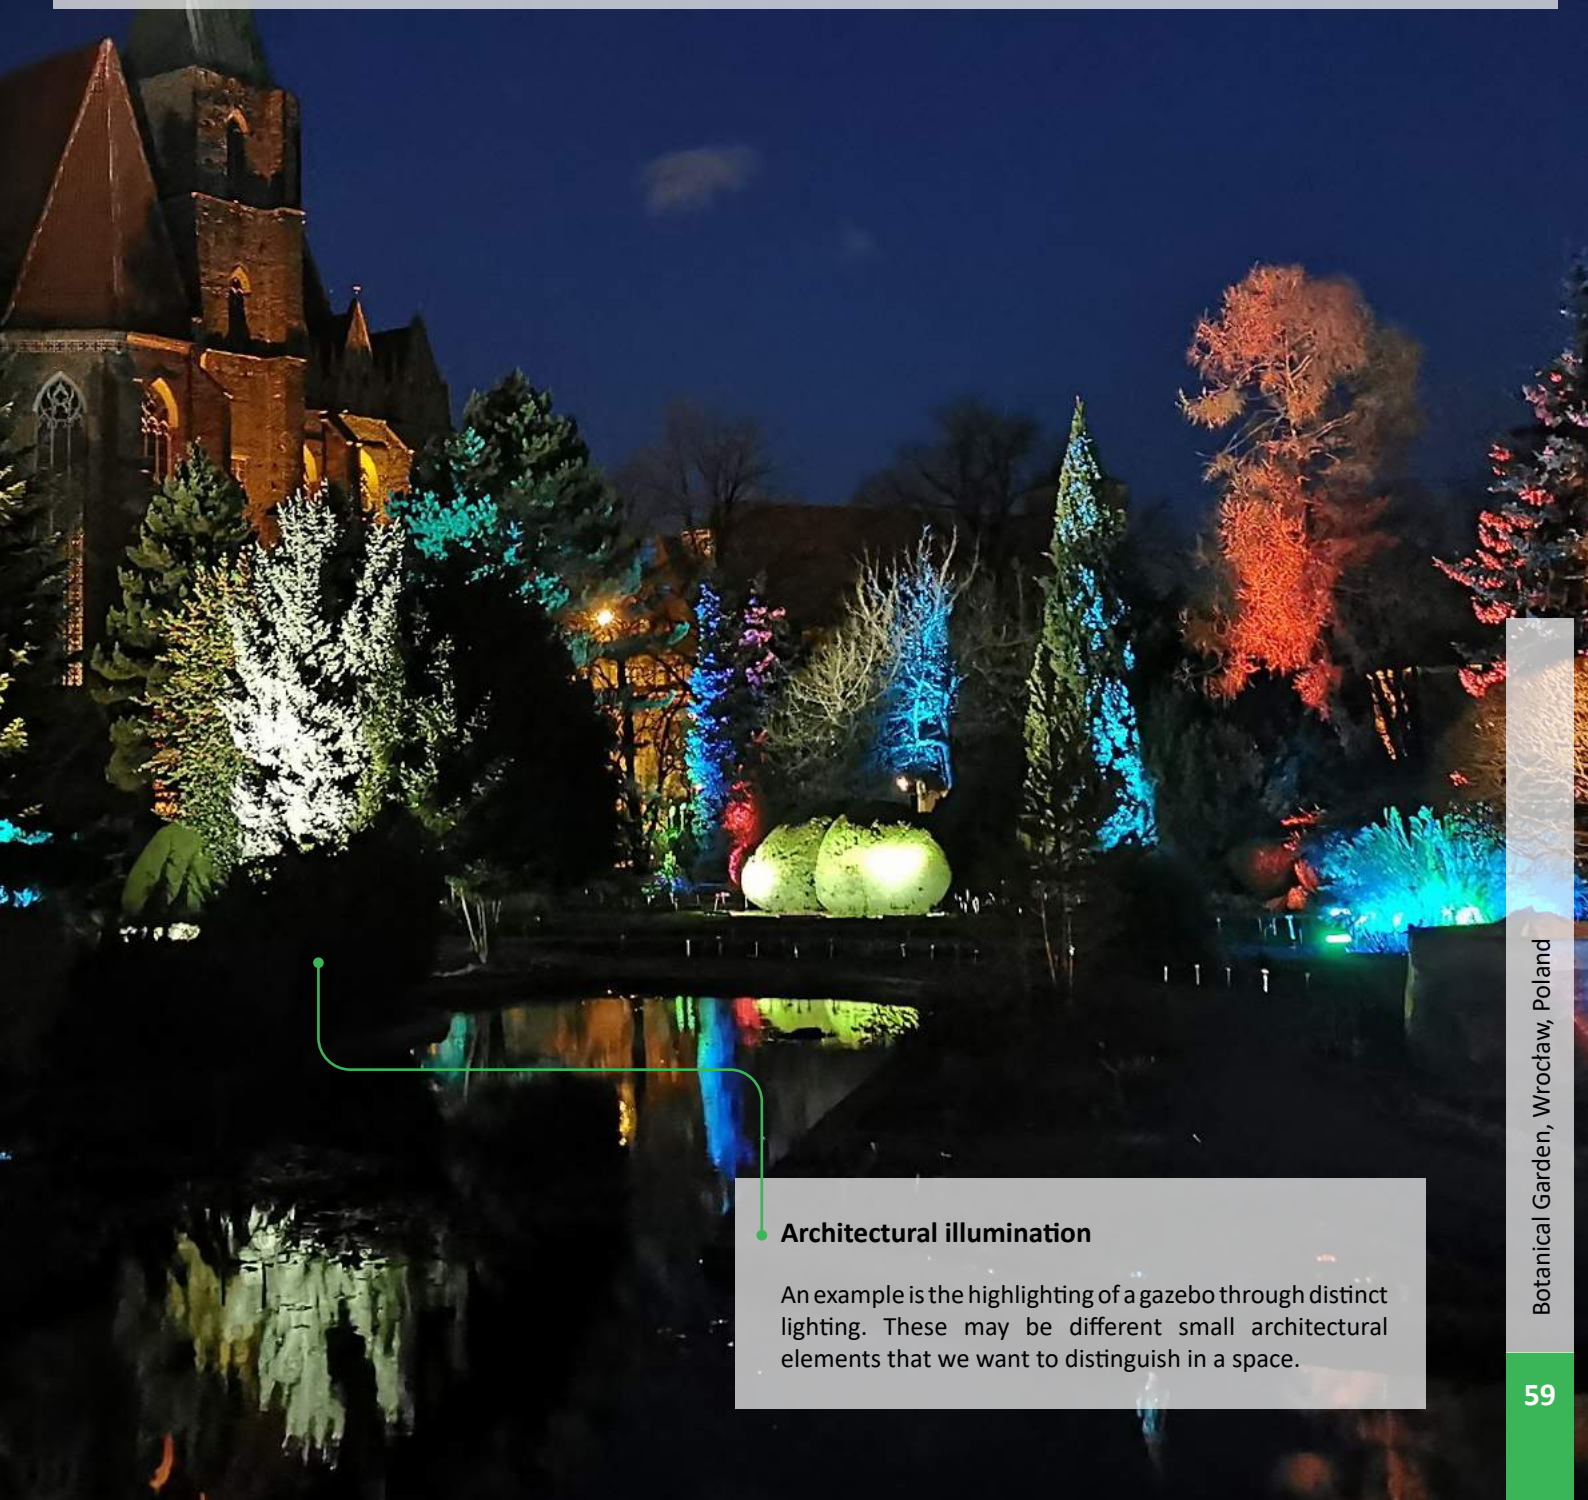 Architectural illumination
An example is the highlighting of a gazebo through distinct
lighting. These may be different small architectural
elements that we want to distinguish in a space.
Botanical Garden, Wrocław, Poland
59